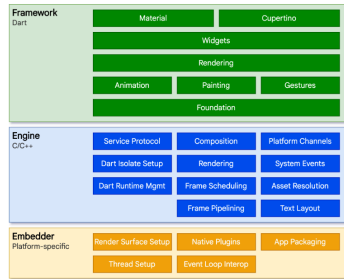 Framework
Dart
Material Cupertino
Widgets
Rendering
Animation Painting Gestures
Foundation
Engine
C/C++
Service Protocol Composition Platform Channels
Dart Isolate Setup Rendering System Events
Dart Runtime Mgmt Frame Scheduling Asset Resolution
Frame Pipelining Text Layout
Embedder
Platform-specific
Render Surface Setup Native Plugins App Packaging
Thread Setup Event Loop Interop